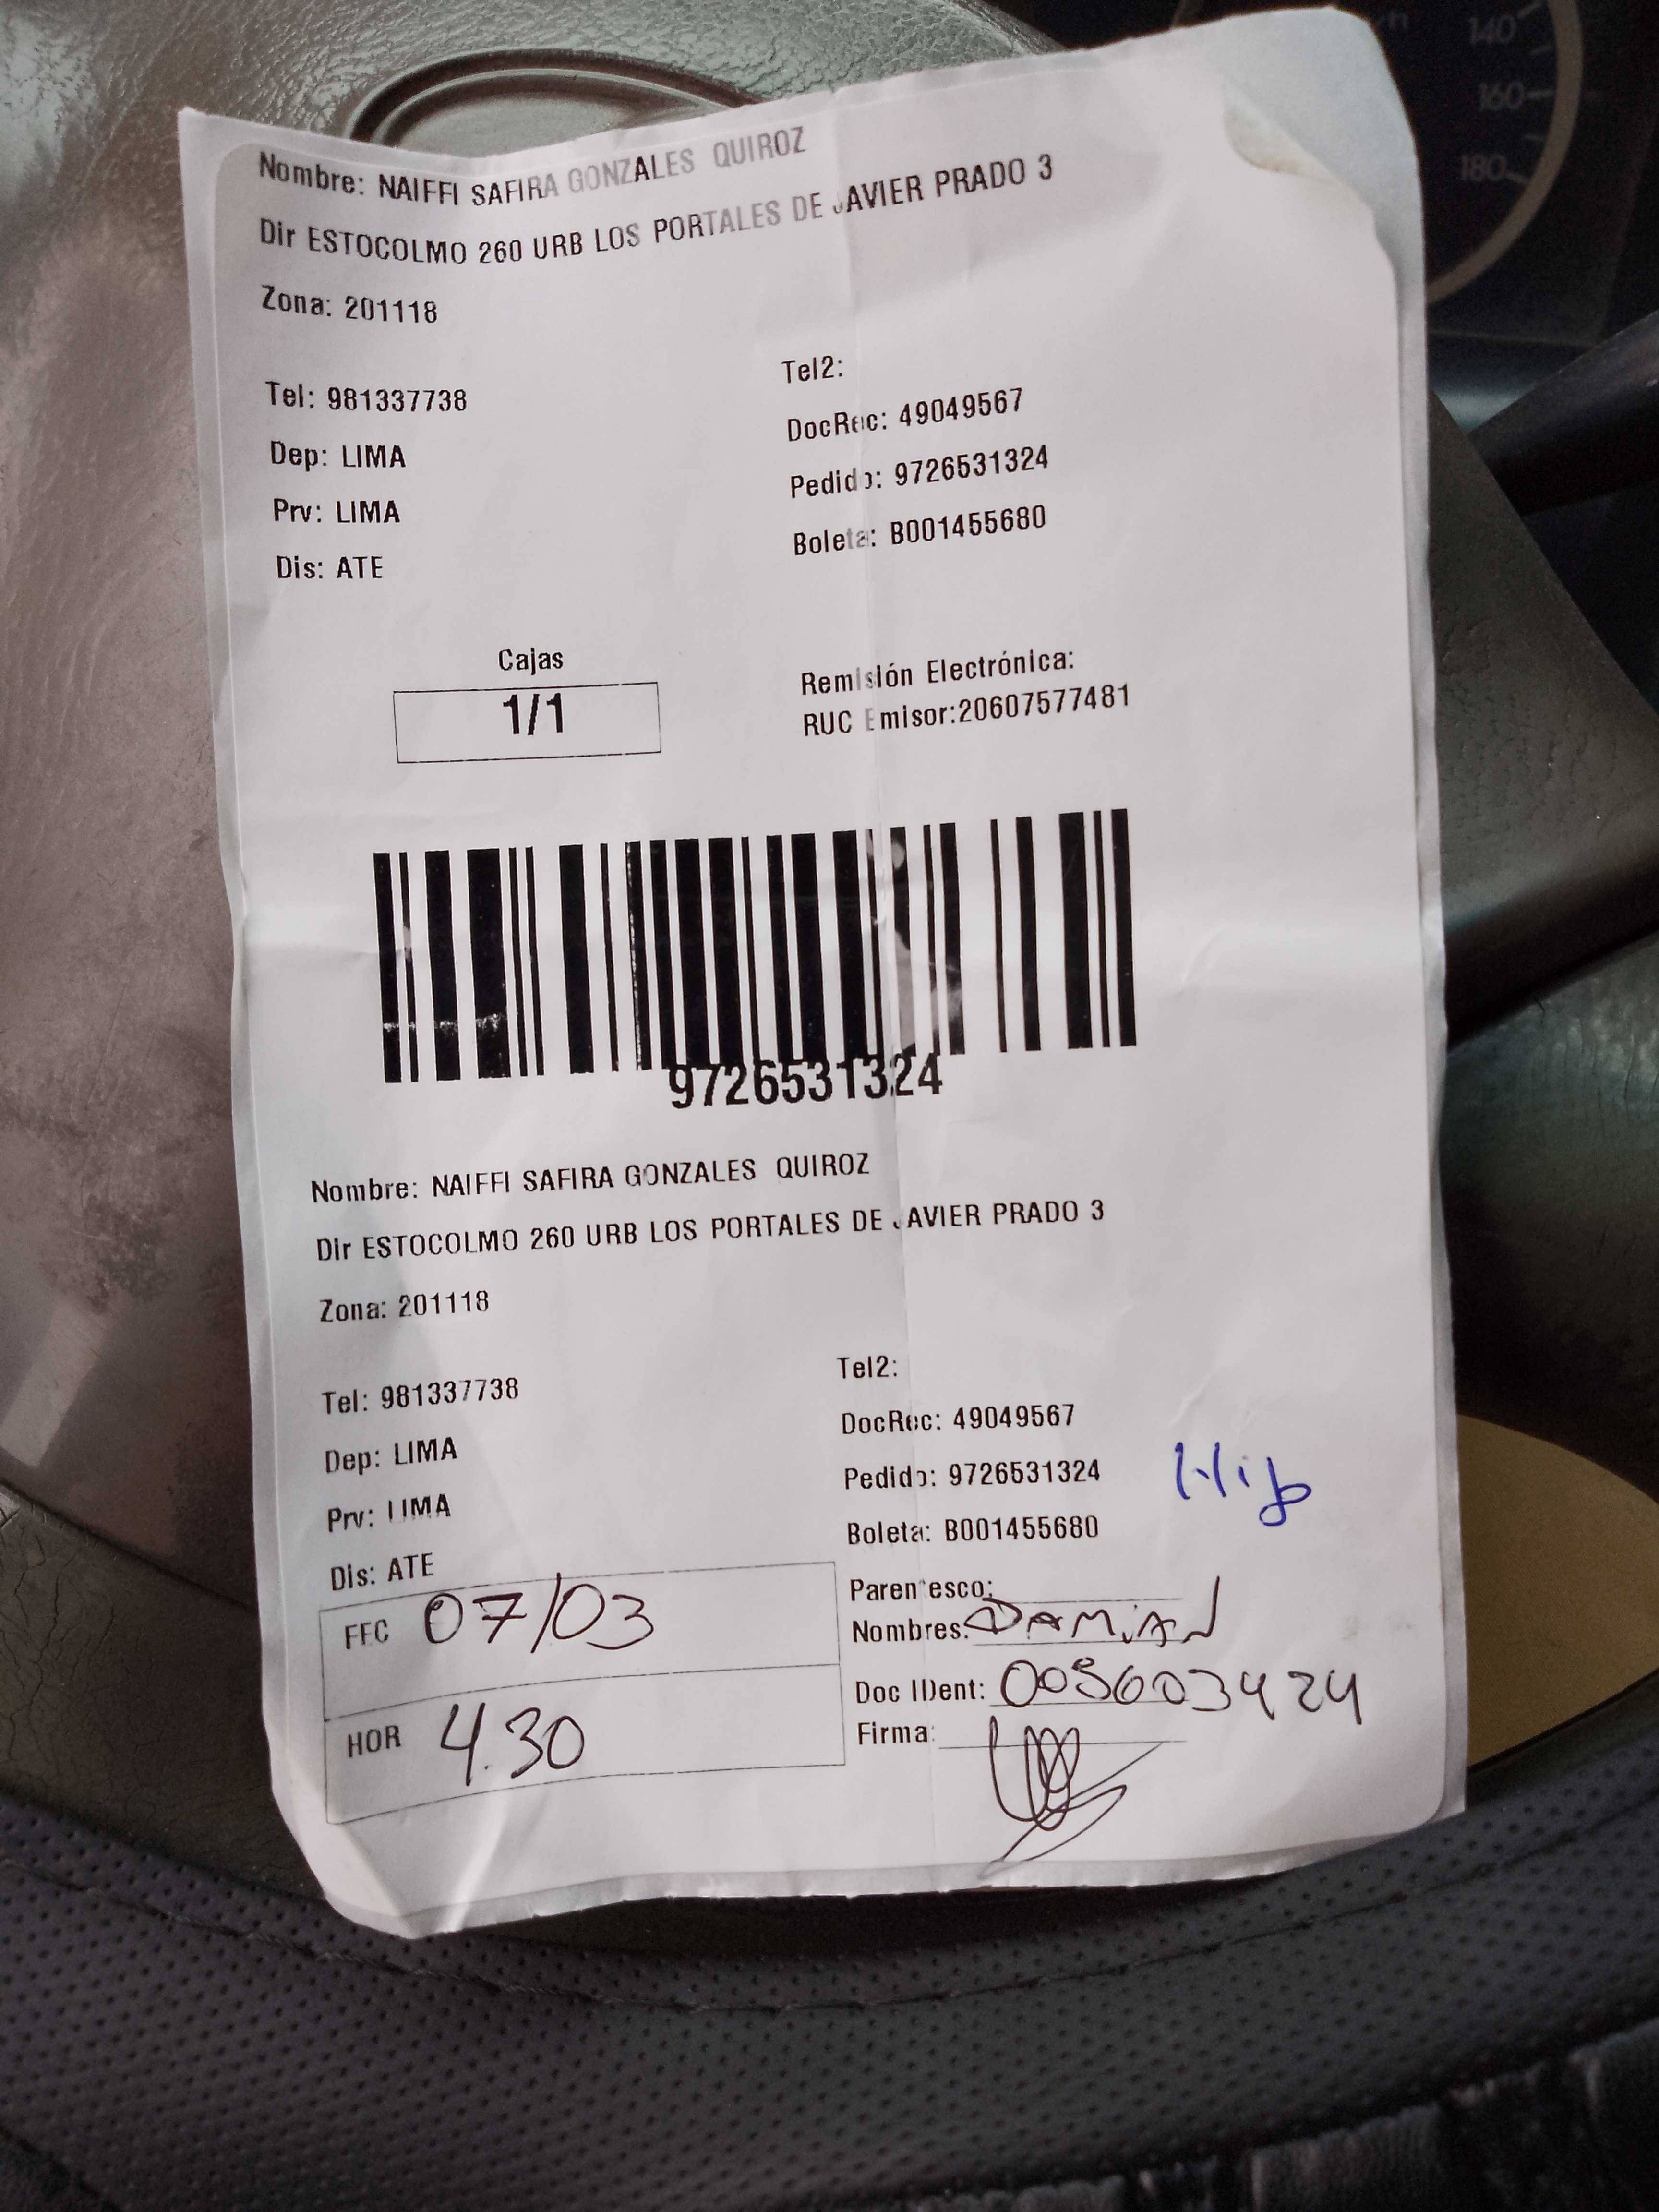 Nombre: NAIFFI SAFIRA GONZALES QUIROZ
Dir ESTOCOLMO 260 URB LOS PORTALES DE JAVIER PRADO 3
Zona: 201118
Tel: 981337738
Tel2:
Dep: LIMA
DocRec: 49049567
Prv: LIMA
Pedido: 9726531324
Dis: ATE
Boleta: B001455680
Cajas
1/1
Remisión Electrónica:
RUC Emisor:20607577481
9726531324
Nombre: NAIFFI SAFIRA GONZALES QUIROZ
Dir ESTOCOLMO 260 URB LOS PORTALES DE JAVIER PRADO 3
Zona: 201118
Tel: 981337738
Tel2:
Dep: LIMA
DocRec: 49049567
Prv: LIMA
Pedido: 9726531324
Dis: ATE
Boleta: B001455680
FFC 07/03
Parentesco:
Nombres: DAMIAN
HOR 4.30
Doc IDent:
Firma:
140
160
180